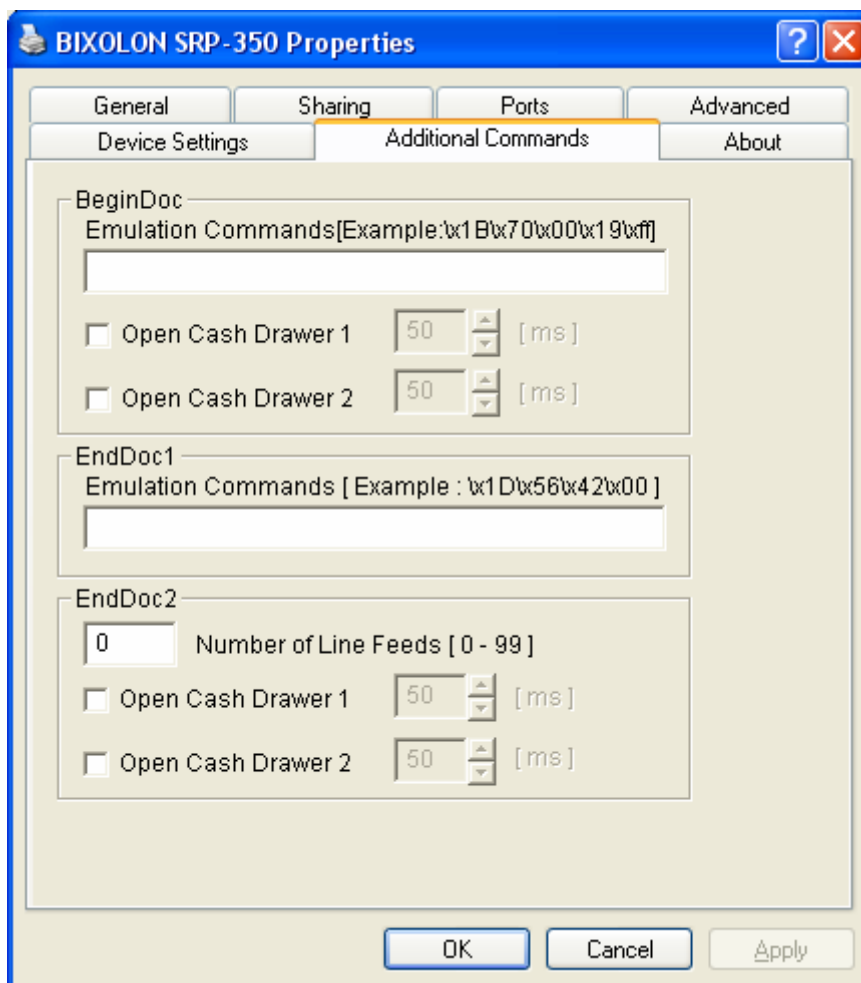 BIXOLON SRP-350 Properties
General Sharing Ports Advanced
Device Settings Additional Commands About
BeginDoc
Emulation Commands[Example:\x1B\x70\x00\x19\xff]
Open Cash Drawer 1 50 [ms]
Open Cash Drawer 2 50 [ms]
EndDoc1
Emulation Commands [ Example : \x1D\x56\x42\x00 ]
EndDoc2
0 Number of Line Feeds [ 0 - 99 ]
Open Cash Drawer 1 50 [ms]
Open Cash Drawer 2 50 [ms]
OK Cancel Apply